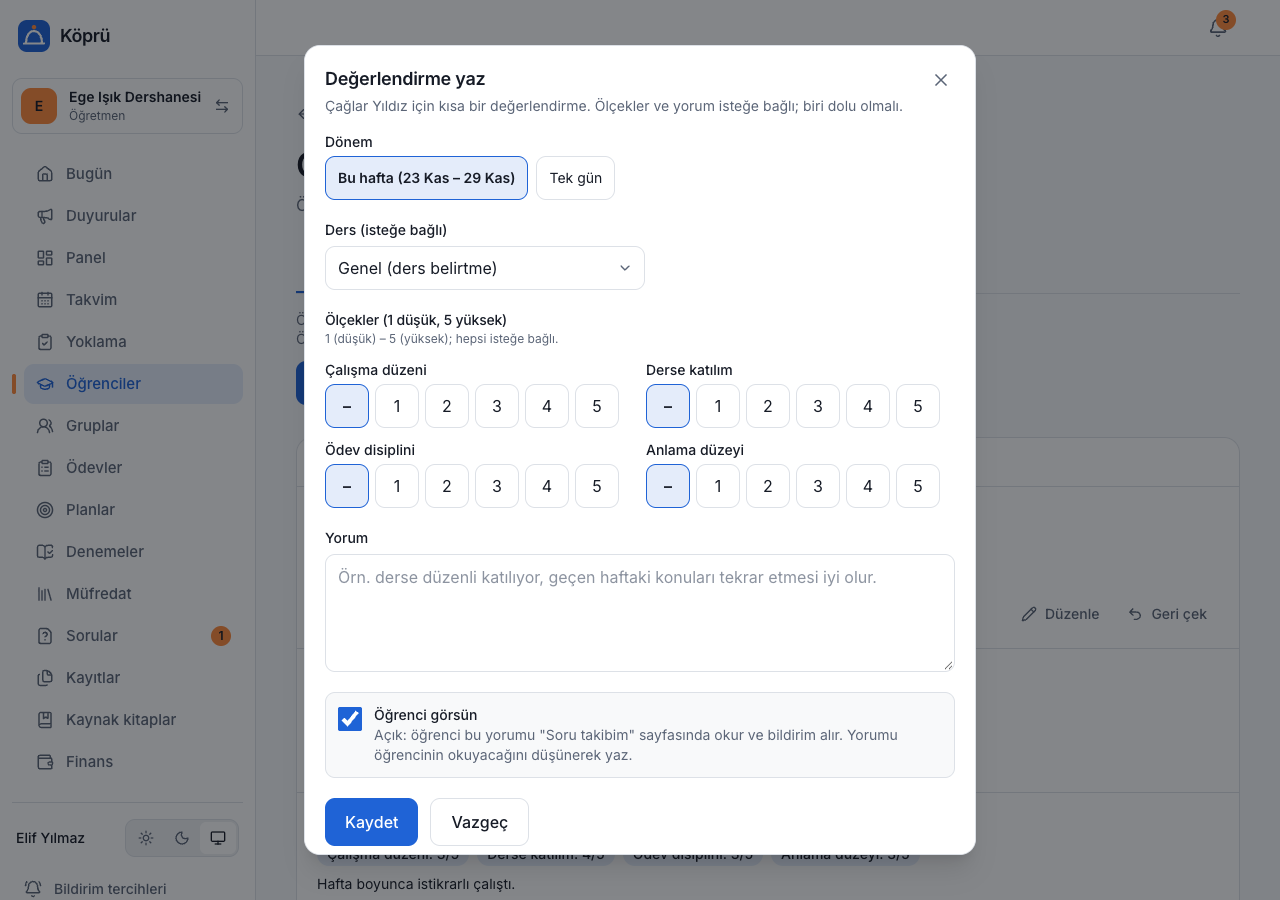 Köprü
3
E
Ege Işık Dershanesi
Öğretmen
Bugün
Duyurular
Panel
Takvim
Yoklama
Öğrenciler
Gruplar
Ödevler
Planlar
Denemeler
Müfredat
Sorular
1
Kayıtlar
Kaynak kitaplar
Finans
Elif Yılmaz
Bildirim tercihleri
Değerlendirme yaz
Çağlar Yıldız için kısa bir değerlendirme. Ölçekler ve yorum isteğe bağlı; biri dolu olmalı.
Dönem
Bu hafta (23 Kas – 29 Kas)
Tek gün
Ders (isteğe bağlı)
Genel (ders belirtme)
Ölçekler (1 düşük, 5 yüksek)
1 (düşük) – 5 (yüksek); hepsi isteğe bağlı.
Çalışma düzeni
– 1 2 3 4 5
Derse katılım
– 1 2 3 4 5
Ödev disiplini
– 1 2 3 4 5
Anlama düzeyi
– 1 2 3 4 5
Yorum
Örn. derse düzenli katılıyor, geçen haftaki konuları tekrar etmesi iyi olur.
Öğrenci görsün
Açık: öğrenci bu yorumu "Soru takibim" sayfasında okur ve bildirim alır. Yorumu
öğrencinin okuyacağını düşünerek yaz.
Kaydet
Vazgeç
Düzenle
Geri çek
Hafta boyunca istikrarlı çalıştı.